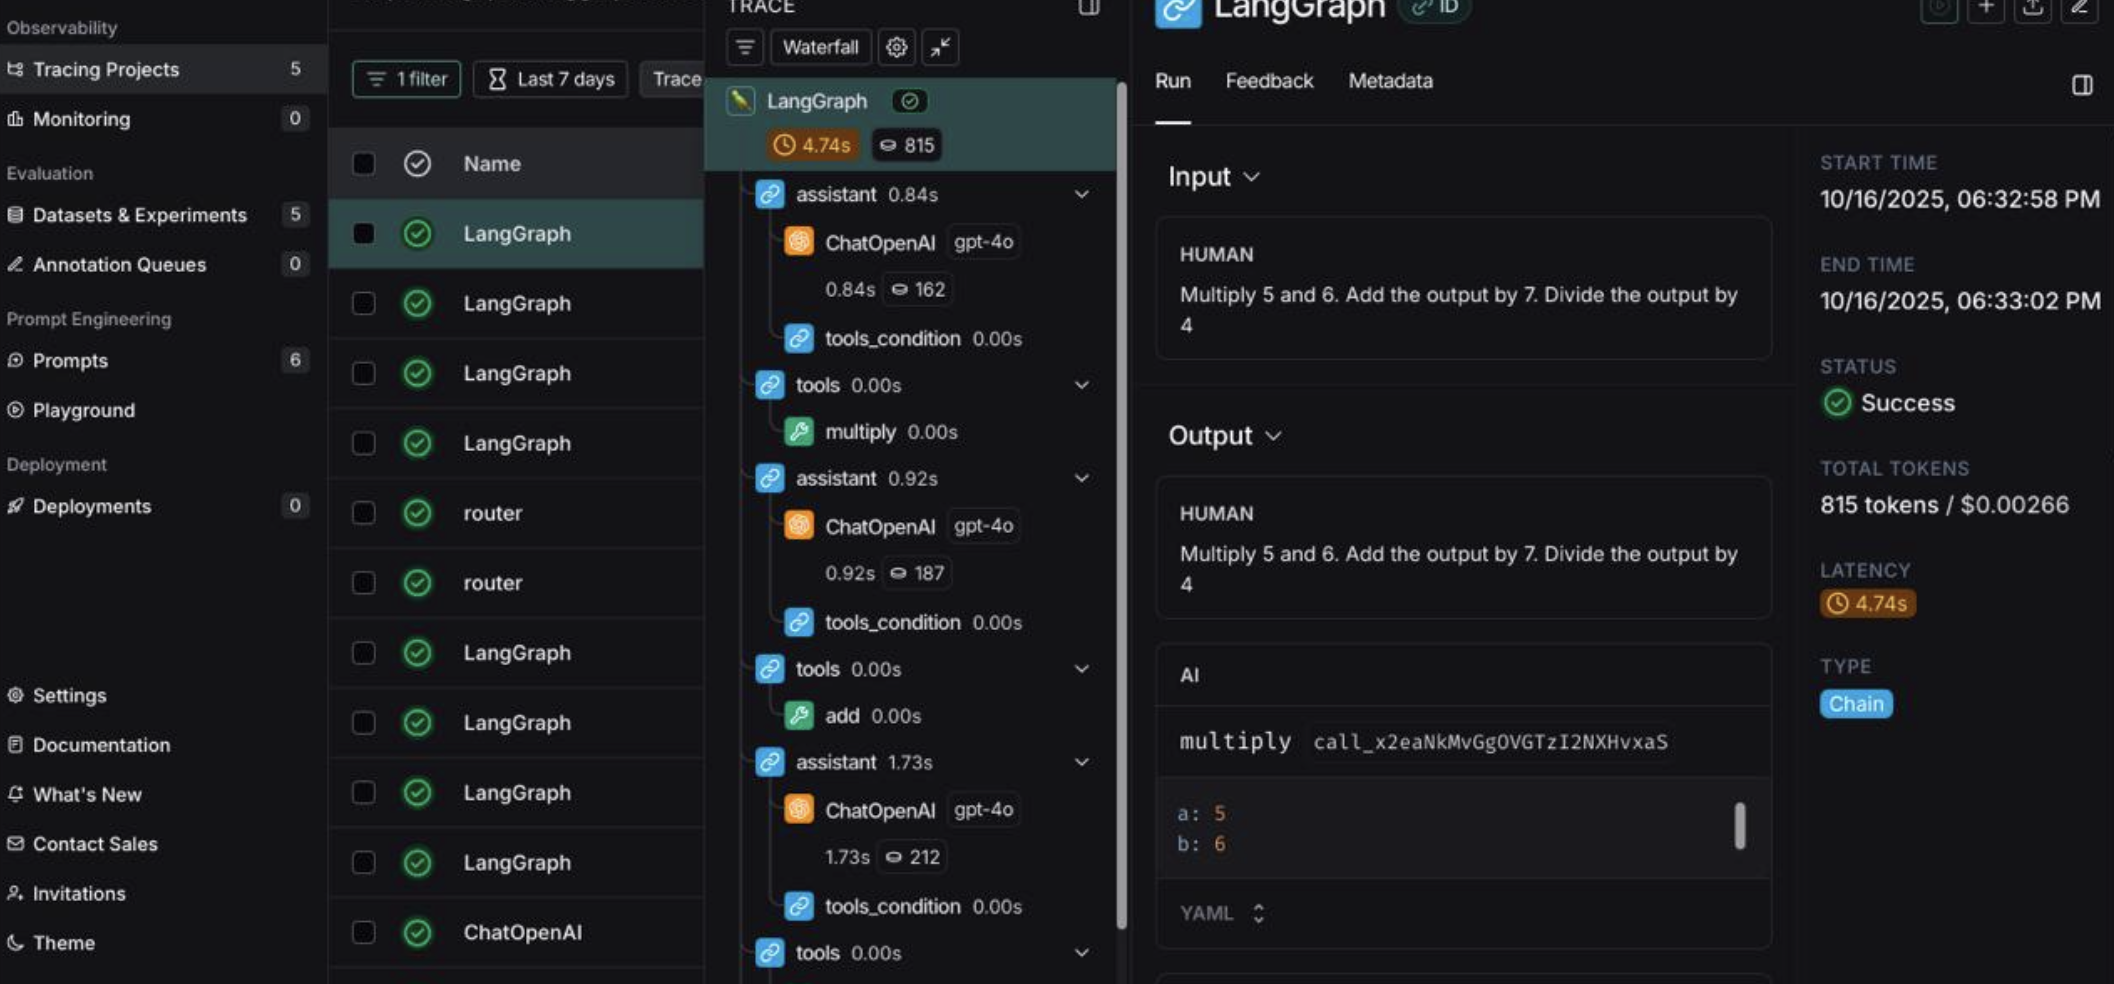 Observability
Tracing Projects 5
Monitoring 0
Evaluation
Datasets & Experiments 5
Annotation Queues 0
Prompt Engineering
Prompts 6
Playground
Deployment
Deployments 0
Settings
Documentation
What's New
Contact Sales
Invitations
Theme
1 filter Last 7 days Trace
Name
LangGraph
LangGraph
LangGraph
LangGraph
router
router
LangGraph
LangGraph
LangGraph
LangGraph
ChatOpenAI
TRACE
Waterfall
LangGraph
4.74s 815
assistant 0.84s
ChatOpenAI gpt-4o
0.84s 162
tools_condition 0.00s
tools 0.00s
multiply 0.00s
assistant 0.92s
ChatOpenAI gpt-4o
0.92s 187
tools_condition 0.00s
tools 0.00s
add 0.00s
assistant 1.73s
ChatOpenAI gpt-4o
1.73s 212
tools_condition 0.00s
tools 0.00s
LangGraph ID
Run Feedback Metadata
Input
HUMAN
Multiply 5 and 6. Add the output by 7. Divide the output by
4
Output
HUMAN
Multiply 5 and 6. Add the output by 7. Divide the output by
4
AI
multiply call_x2eaNkMvGgOVGTzI2NXHvxaS
a: 5
b: 6
YAML
START TIME
10/16/2025, 06:32:58 PM
END TIME
10/16/2025, 06:33:02 PM
STATUS
Success
TOTAL TOKENS
815 tokens / $0.00266
LATENCY
4.74s
TYPE
Chain